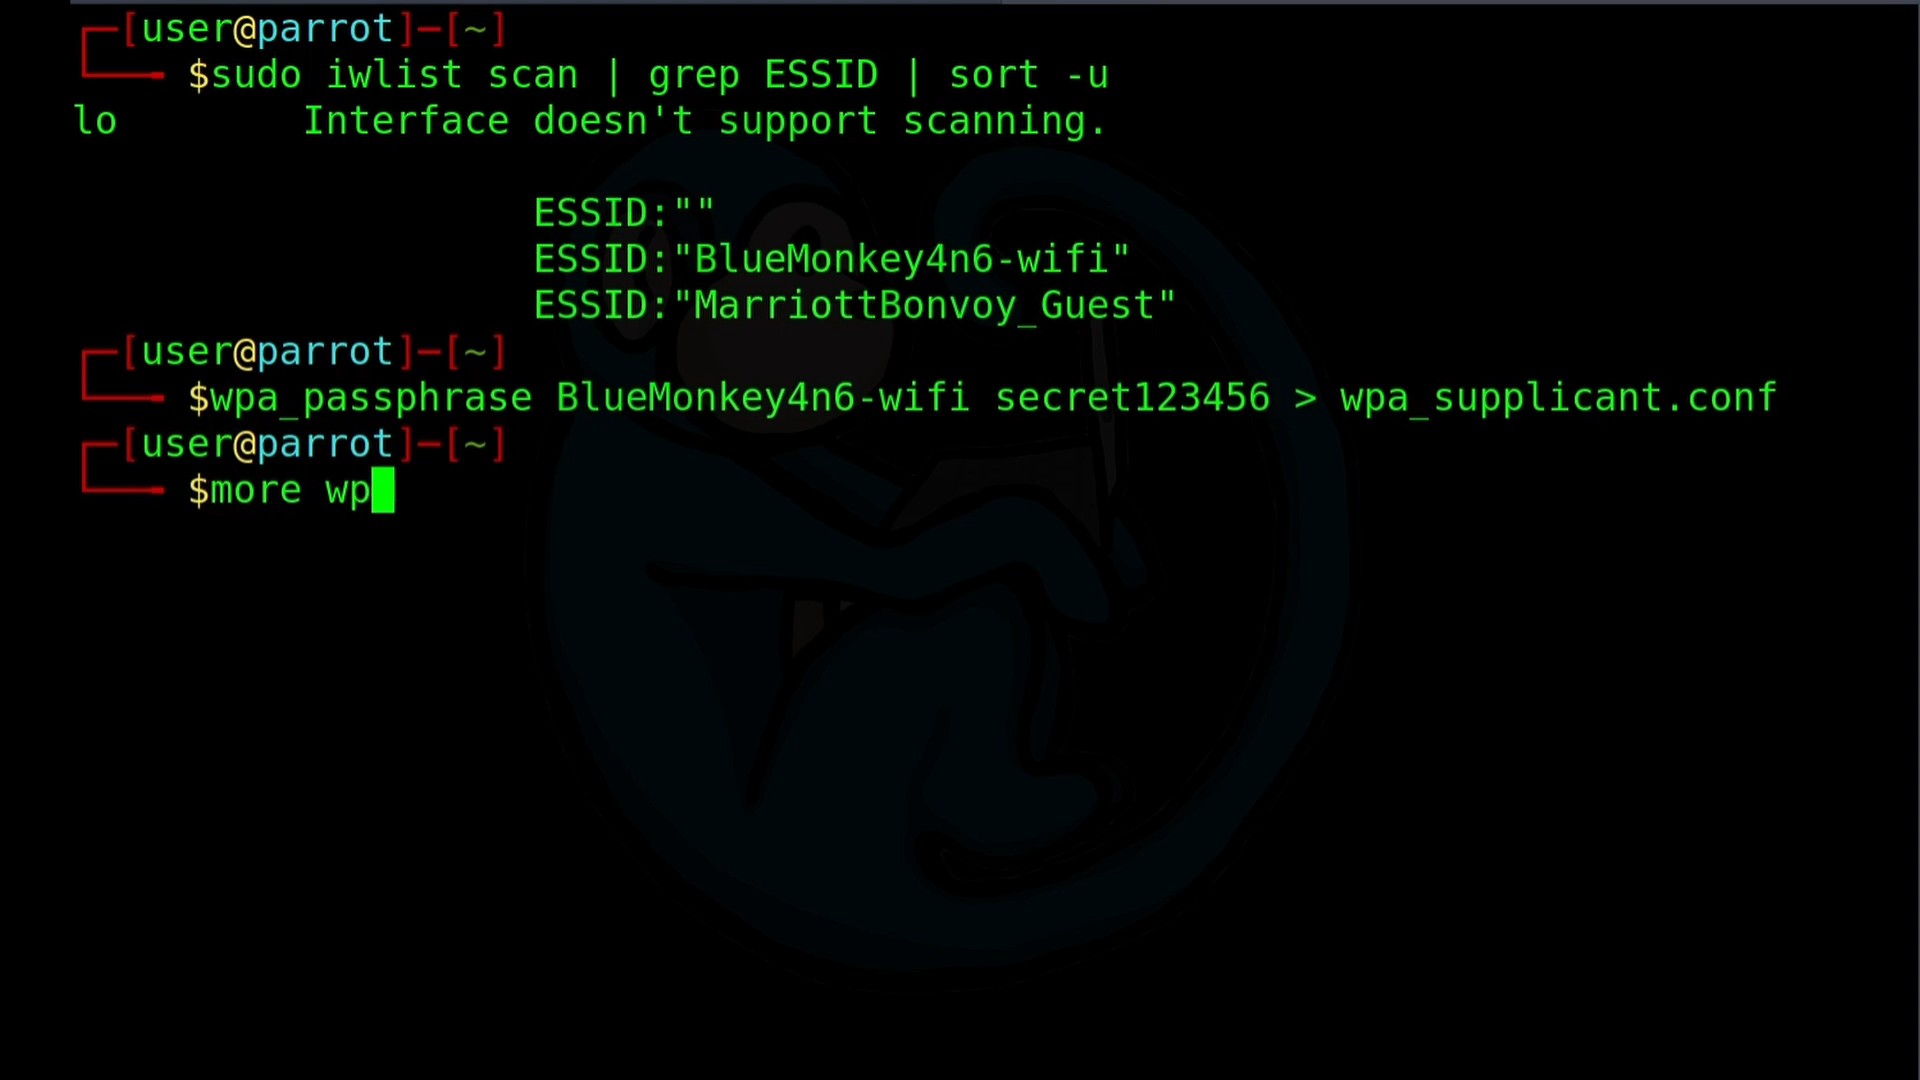 ┌─[user@parrot]─[~]
└──╼ $sudo iwlist scan | grep ESSID | sort -u
lo        Interface doesn't support scanning.
ESSID:""
ESSID:"BlueMonkey4n6-wifi"
ESSID:"MarriottBonvoy_Guest"
┌─[user@parrot]─[~]
└──╼ $wpa_passphrase BlueMonkey4n6-wifi secret123456 > wpa_supplicant.conf
┌─[user@parrot]─[~]
└──╼ $more wp